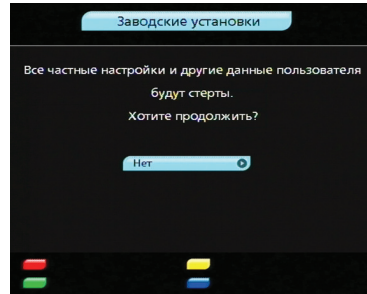 Заводские установки
Все частные настройки и другие данные пользователя
будут стерты.
Хотите продолжить?
Нет